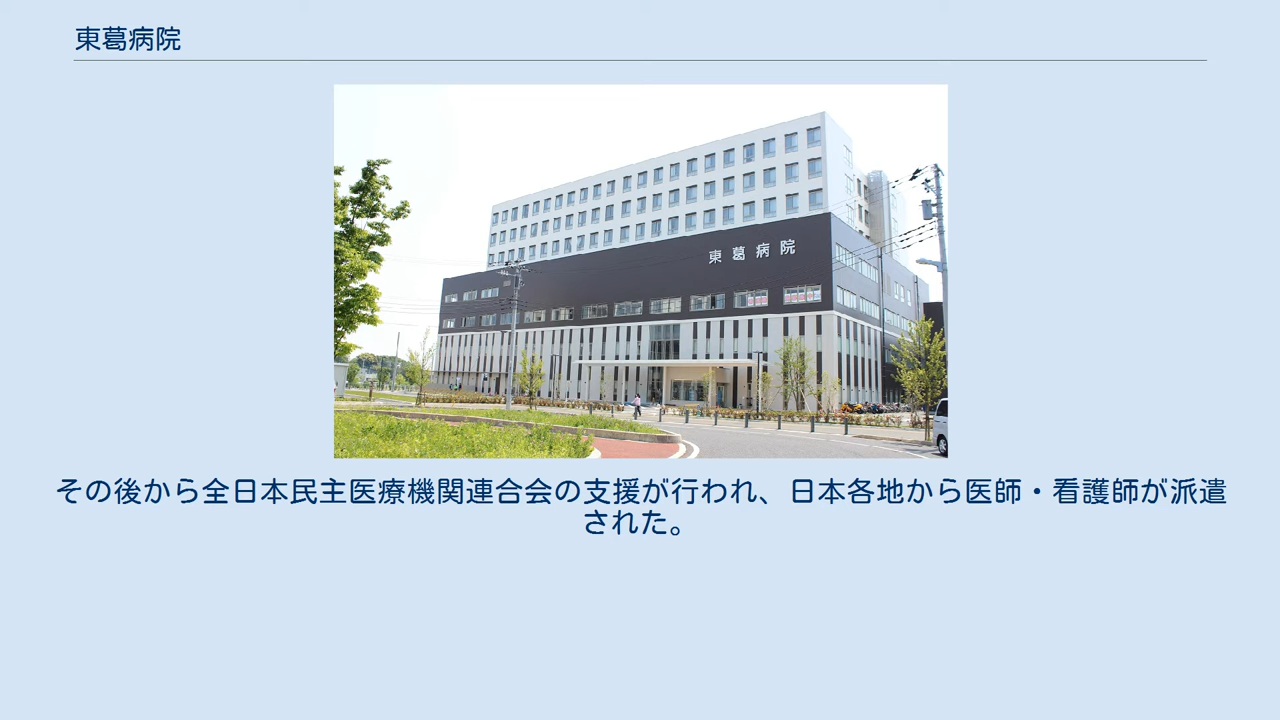 東葛病院
東葛病院
その後から全日本民主医療機関連合会の支援が行われ、日本各地から医師・看護師が派遣
された。